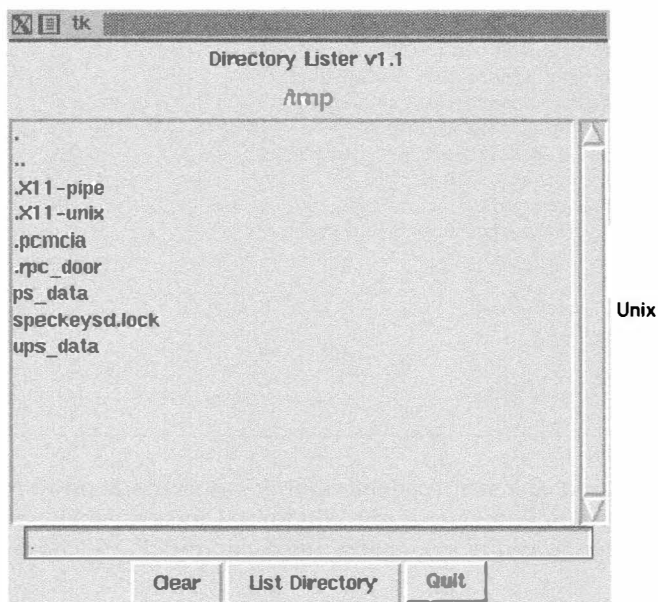 tk
Directory Lister v1.1
/tmp
.
..
.X11-pipe
.X11-unix
.pcmcia
.rpc_door
ps_data
speckeysd.lock
ups_data
Unix
.
Clear
List Directory
Quit